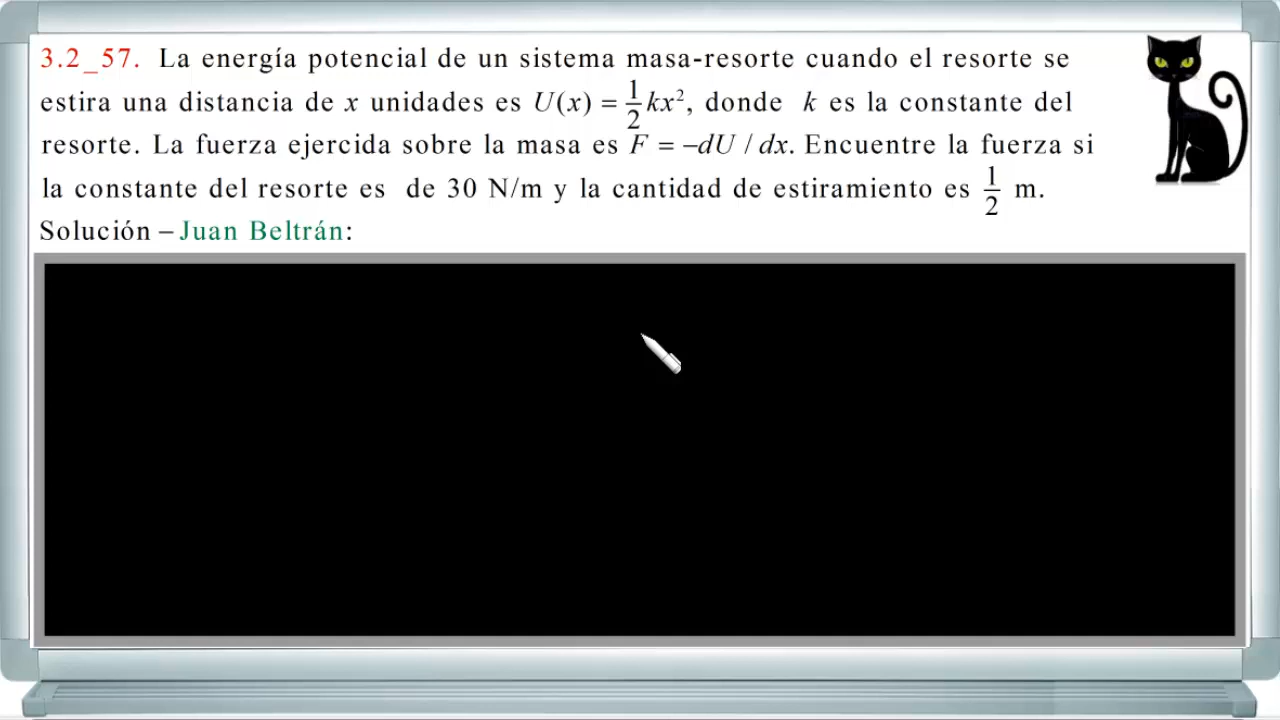 3.2_57. La energía potencial de un sistema masa-resorte cuando el resorte se
estira una distancia de x unidades es U(x) = 1/2 kx², donde k es la constante del
resorte. La fuerza ejercida sobre la masa es F = −dU / dx. Encuentre la fuerza si
la constante del resorte es de 30 N/m y la cantidad de estiramiento es 1/2 m.
Solución – Juan Beltrán: